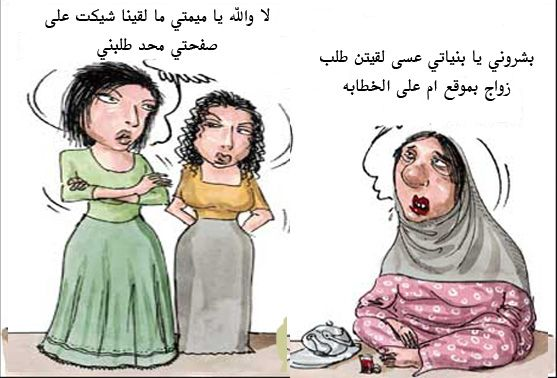 بشروني يا بنياتي عسى لقيتن طلب
زواج بموقع ام على الخطابه
لا والله يا ميمتي ما لقينا شيكت على
صفحتي محد طلبني